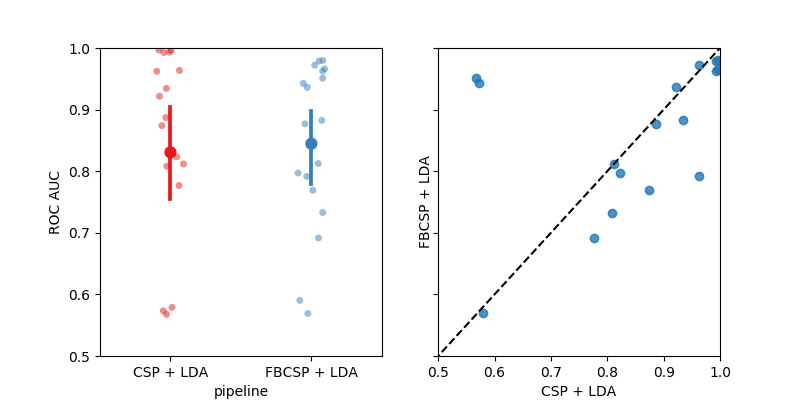 1.0
0.9
0.8
0.7
0.6
0.5
ROC AUC
CSP + LDA
FBCSP + LDA
pipeline
FBCSP + LDA
0.5
0.6
0.7
0.8
0.9
1.0
CSP + LDA